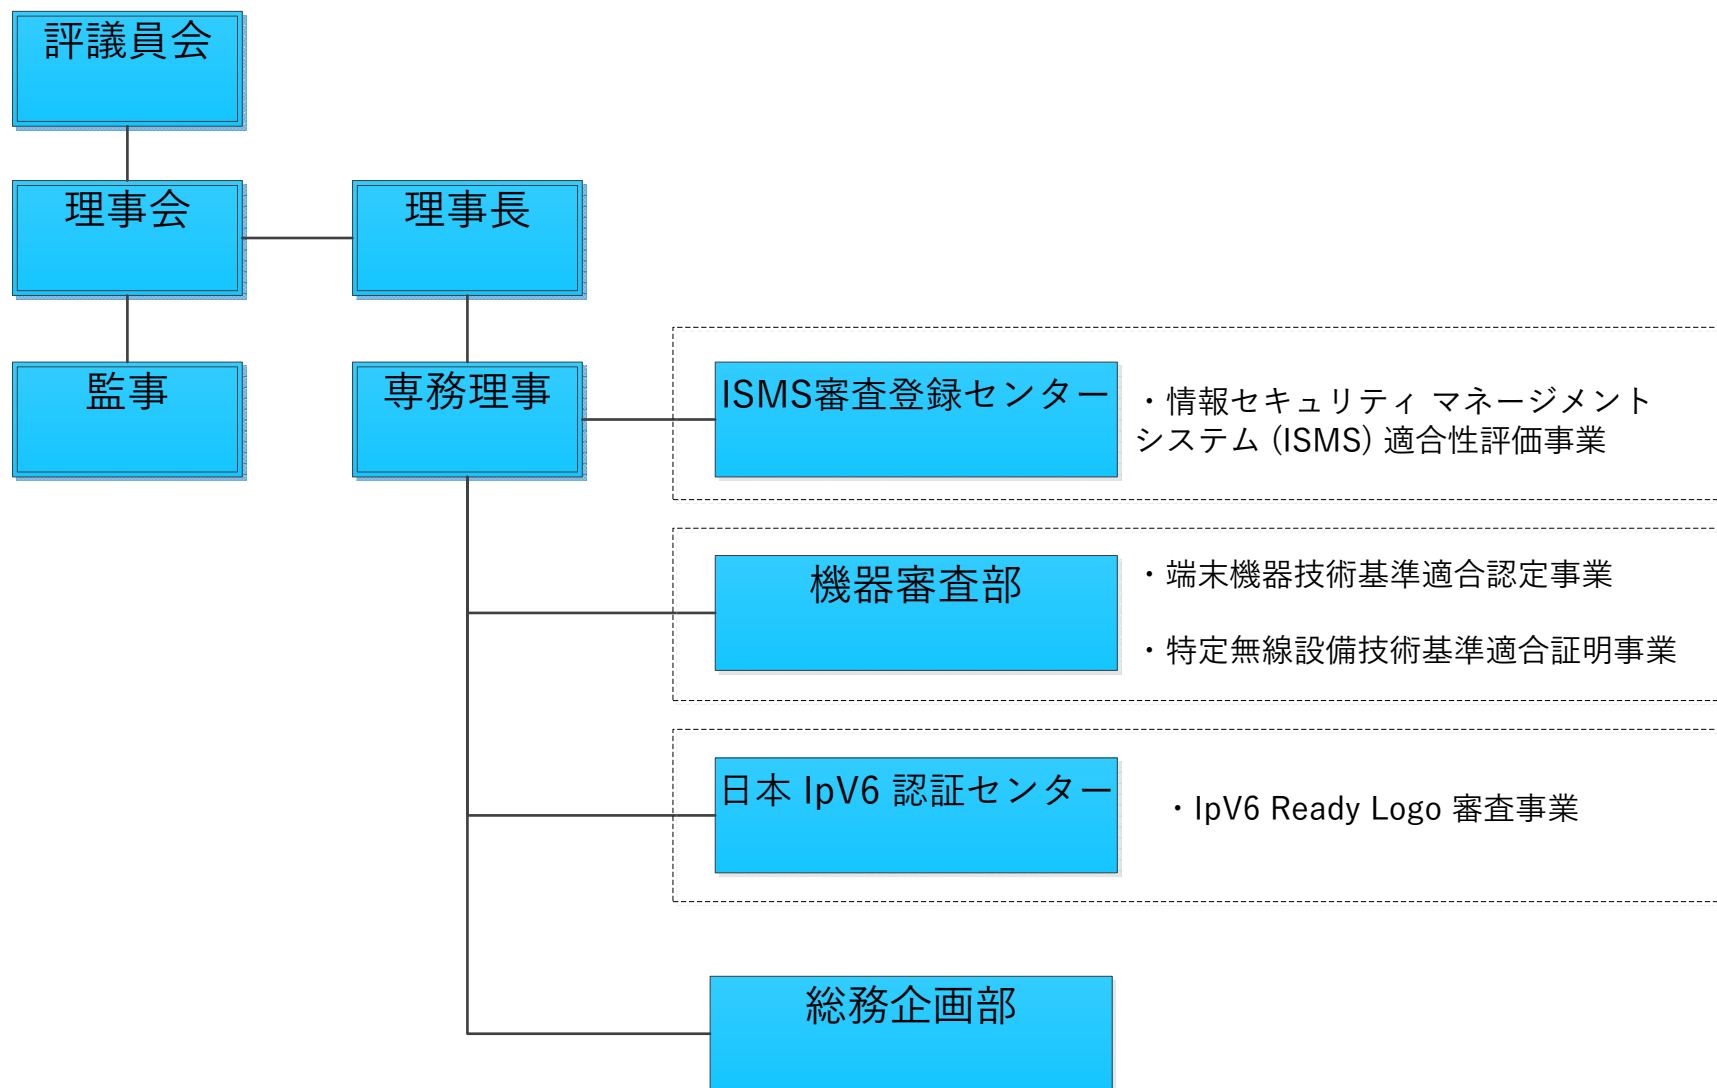 評議員会
理事会
理事長
監事
専務理事
ISMS審査登録センター
・情報セキュリティ マネージメント
システム (ISMS) 適合性評価事業
機器審査部
・端末機器技術基準適合認定事業
・特定無線設備技術基準適合証明事業
日本 IpV6 認証センター
・IpV6 Ready Logo 審査事業
総務企画部